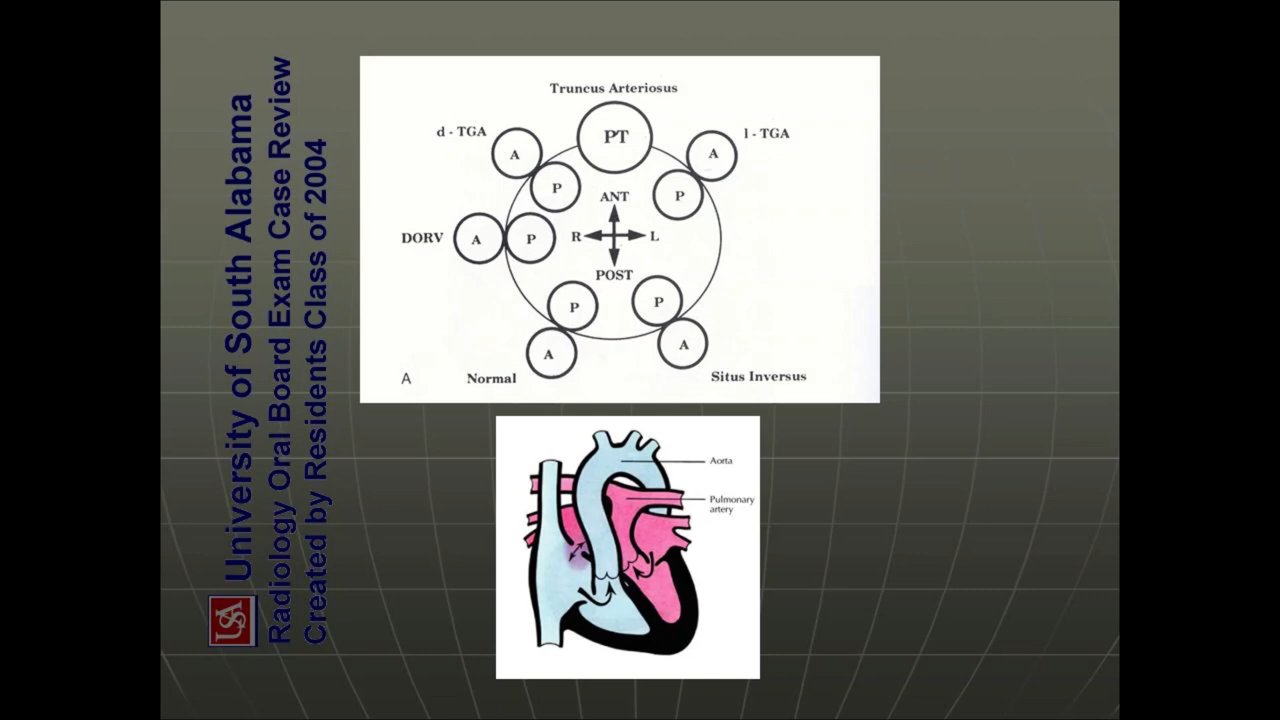 University of South Alabama
Radiology Oral Board Exam Case Review
Created by Residents Class of 2004
USA
Truncus Arteriosus
d - TGA
PT
l - TGA
A
A
P
P
ANT
DORV
A
P
R
L
POST
P
P
A
A
A
Normal
Situs Inversus
Aorta
Pulmonary
artery